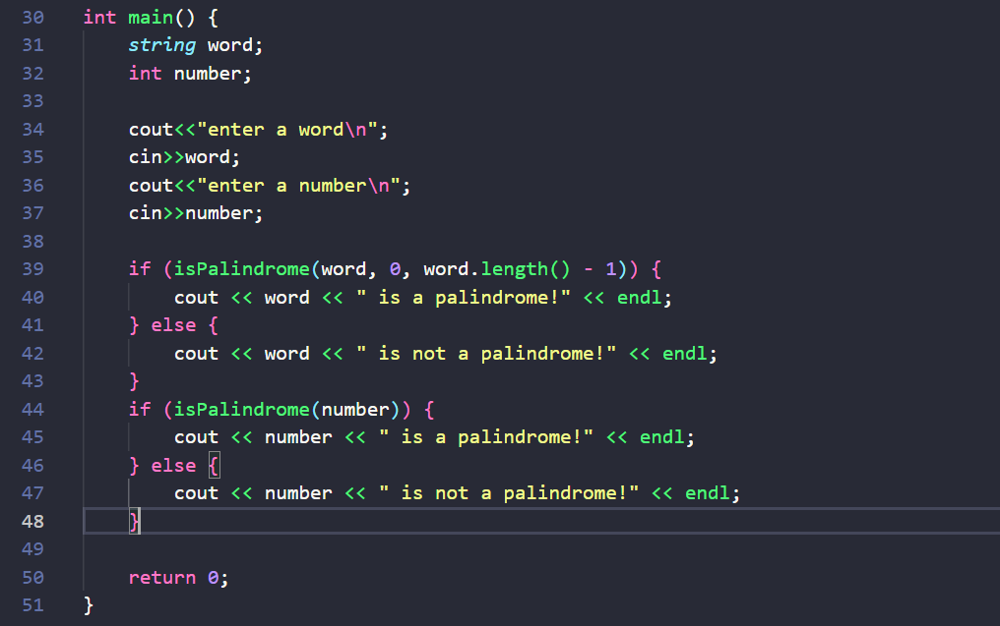 30 int main() {
31     string word;
32     int number;
33
34     cout<<"enter a word\n";
35     cin>>word;
36     cout<<"enter a number\n";
37     cin>>number;
38
39     if (isPalindrome(word, 0, word.length() - 1)) {
40         cout << word << " is a palindrome!" << endl;
41     } else {
42         cout << word << " is not a palindrome!" << endl;
43     }
44     if (isPalindrome(number)) {
45         cout << number << " is a palindrome!" << endl;
46     } else {
47         cout << number << " is not a palindrome!" << endl;
48     }
49
50     return 0;
51 }